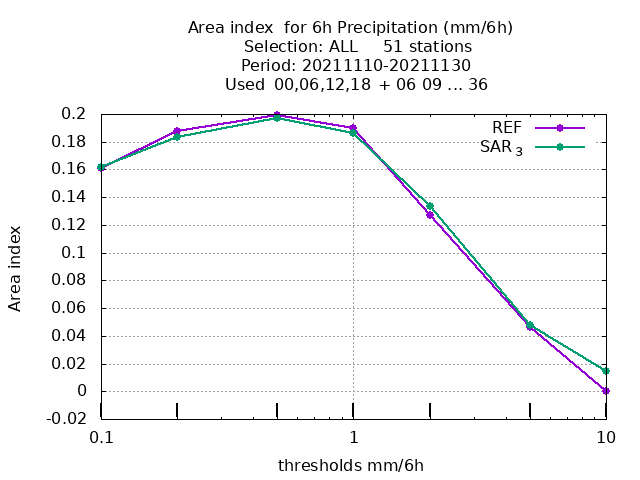 Area index  for 6h Precipitation (mm/6h)
Selection: ALL     51 stations
Period: 20211110-20211130
Used  00,06,12,18  + 06 09 ... 36
REF
SAR 3
0.2
0.18
0.16
0.14
0.12
0.1
0.08
0.06
0.04
0.02
0
-0.02
Area index
0.1
1
10
thresholds mm/6h